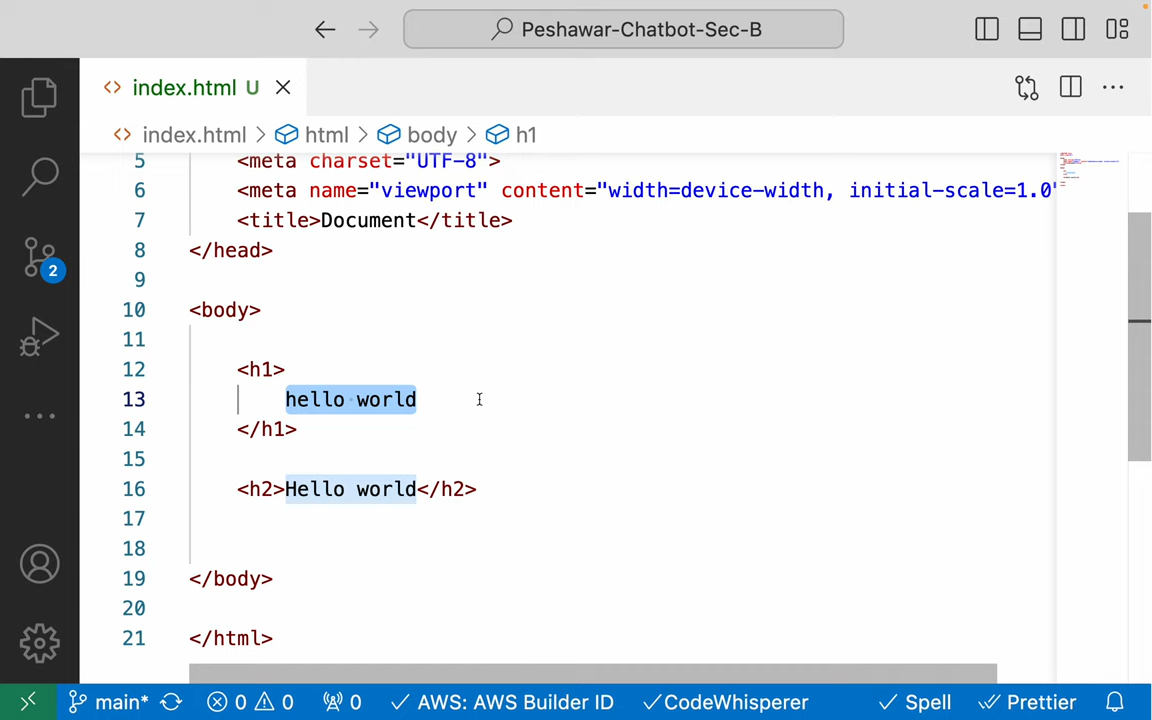 Peshawar-Chatbot-Sec-B
index.html U
index.html > html > body > h1
5 <meta charset="UTF-8">
6 <meta name="viewport" content="width=device-width, initial-scale=1.0"
7 <title>Document</title>
8 </head>
9
10 <body>
11
12 <h1>
13 hello world
14 </h1>
15
16 <h2>Hello world</h2>
17
18
19 </body>
20
21 </html>
2
main* 0 0 0 AWS: AWS Builder ID CodeWhisperer Spell Prettier